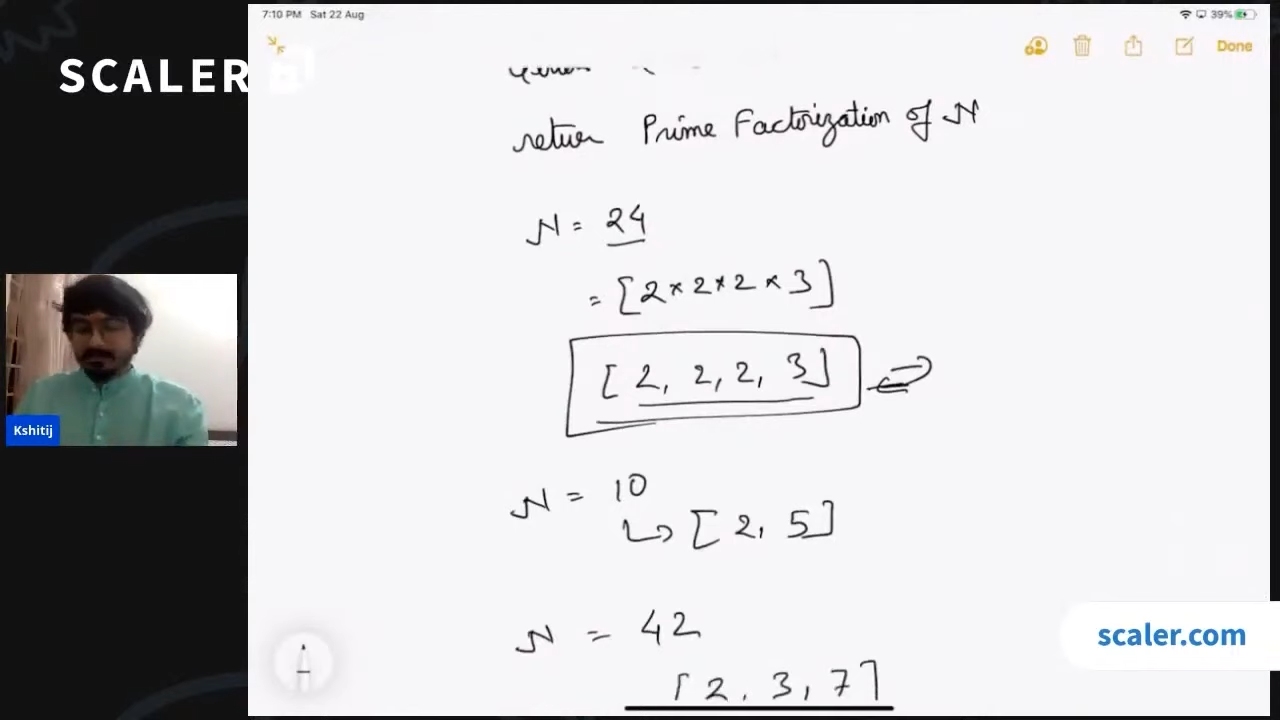 7:10 PM Sat 22 Aug
39%
SCALER
Done
return Prime Factorization of N
N = 24
= [2*2*2*3]
[2, 2, 2, 3]
N = 10
[2, 5]
Kshitij
N = 42
[2, 3, 7]
scaler.com